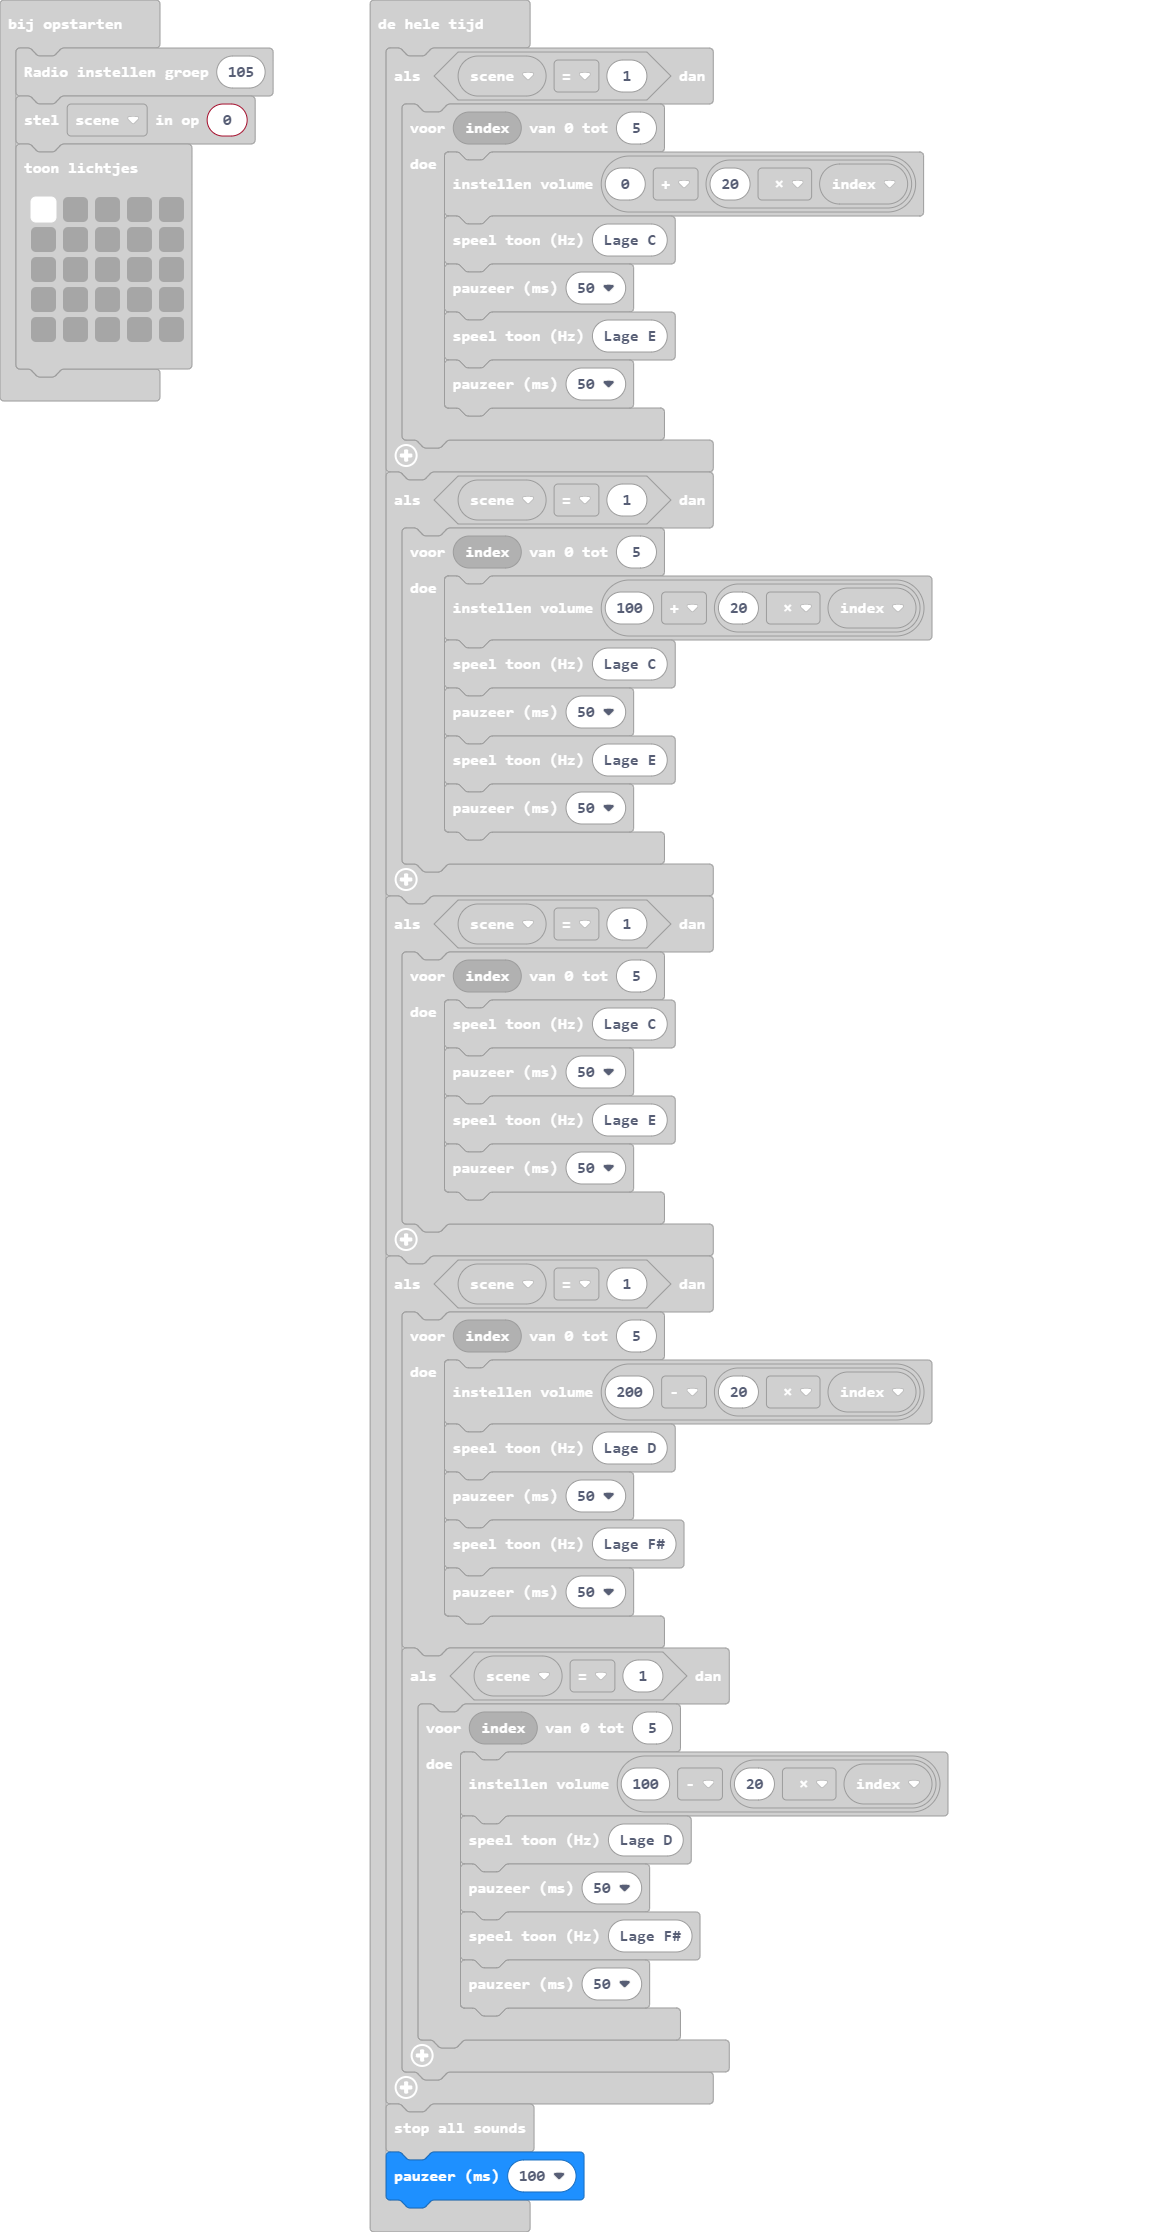 bij opstarten
Radio instellen groep 105
stel scene in op 0
toon lichtjes
de hele tijd
als scene = 1 dan
voor index van 0 tot 5
doe
instellen volume 0 + 20 × index
speel toon (Hz) Lage C
pauzeer (ms) 50
speel toon (Hz) Lage E
pauzeer (ms) 50
als scene = 1 dan
voor index van 0 tot 5
doe
instellen volume 100 + 20 × index
speel toon (Hz) Lage C
pauzeer (ms) 50
speel toon (Hz) Lage E
pauzeer (ms) 50
als scene = 1 dan
voor index van 0 tot 5
doe
speel toon (Hz) Lage C
pauzeer (ms) 50
speel toon (Hz) Lage E
pauzeer (ms) 50
als scene = 1 dan
voor index van 0 tot 5
doe
instellen volume 200 - 20 × index
speel toon (Hz) Lage D
pauzeer (ms) 50
speel toon (Hz) Lage F#
pauzeer (ms) 50
als scene = 1 dan
voor index van 0 tot 5
doe
instellen volume 100 - 20 × index
speel toon (Hz) Lage D
pauzeer (ms) 50
speel toon (Hz) Lage F#
pauzeer (ms) 50
stop all sounds
pauzeer (ms) 100